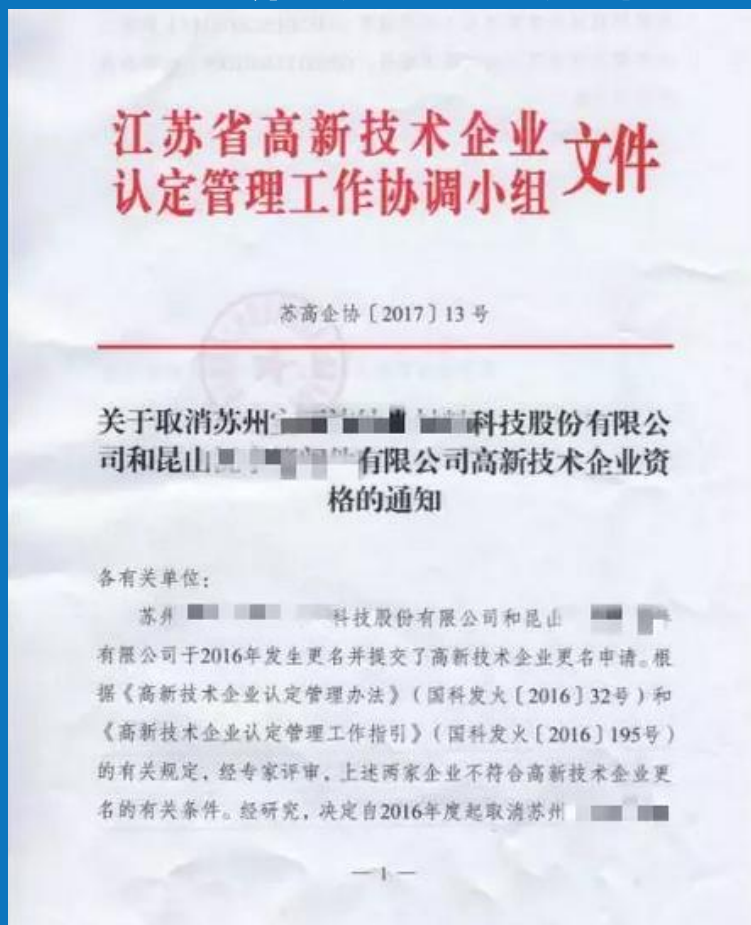 江苏省高新技术企业
认定管理工作协调小组 文件
苏高企协〔2017〕13号
关于取消苏州 科技股份有限公
司和昆山 有限公司高新技术企业资
格的通知
各有关单位：
苏州 科技股份有限公司和昆山
有限公司于2016年发生更名并提交了高新技术企业更名申请。根
据《高新技术企业认定管理办法》（国科发火〔2016〕32号）和
《高新技术企业认定管理工作指引》（国科发火〔2016〕195号）
的有关规定，经专家评审，上述两家企业不符合高新技术企业更
名的有关条件。经研究，决定自2016年度起取消苏州
— 1 —